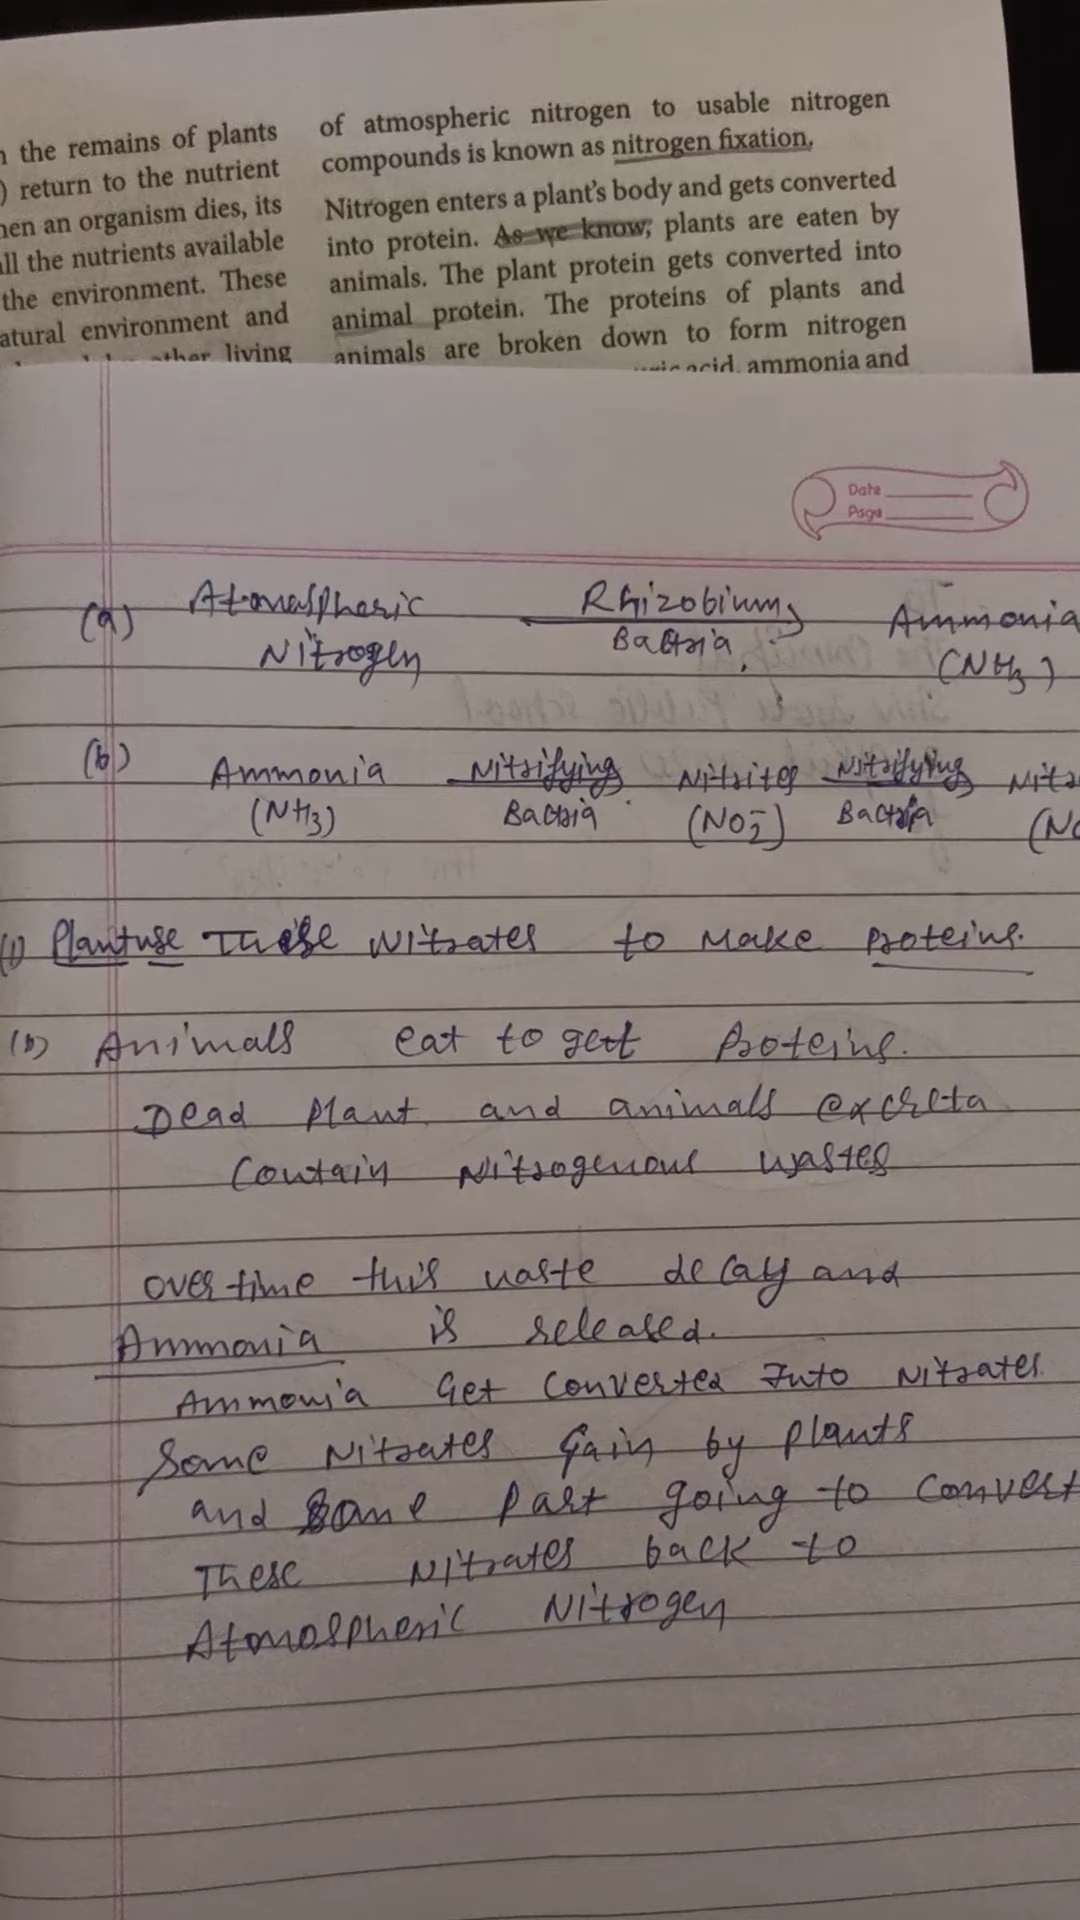 the remains of plants
) return to the nutrient
an organism dies, its
the nutrients available
the environment. These
environment and
other living
of atmospheric nitrogen to usable nitrogen
compounds is known as nitrogen fixation.
Nitrogen enters a plant's body and gets converted
into protein. As we know, plants are eaten by
animals. The plant protein gets converted into
animal protein. The proteins of plants and
animals are broken down to form nitrogen
acid, ammonia and
Date
Page
(a) Atomaspheric Rhizobium Ammonia
Nitrogen Bactria (NH3)
(b) Ammonia Nitrifying Nitrites Nitrifying
(NH3) Bactria (NO2-) Bactria
(1) Plant use These Nitrates to Make proteins.
(b) Animals eat to gett Proteins.
Dead Plant and animals excreta
Contain Nitrogenous wastes
over time this waste decay and
Ammonia is released.
Ammonia Get Converted Into Nitrates.
Some Nitrates Gain by plants
and Some Part going to Convert
These Nitrates back to
Atomospheric Nitrogen